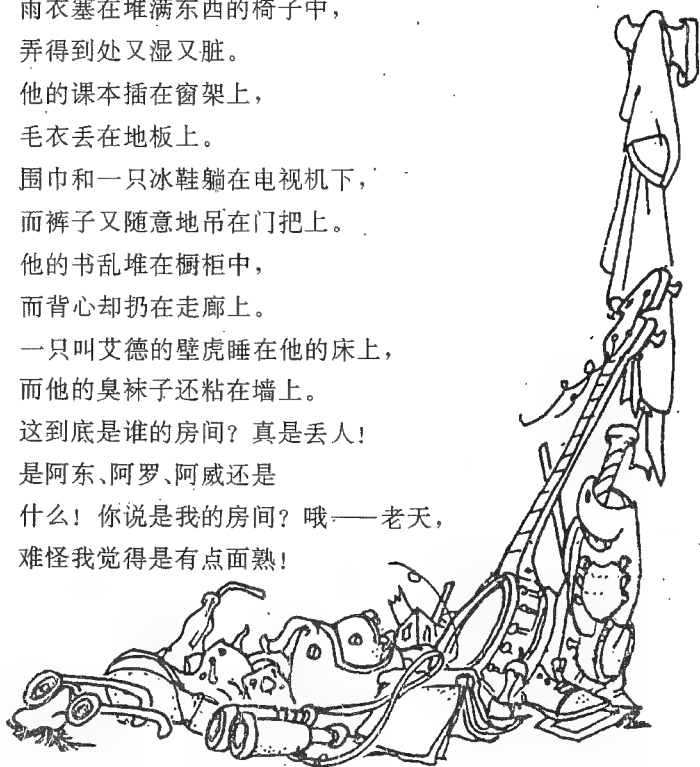 雨衣塞在堆满东西的椅子中，
弄得到处又湿又脏。
他的课本插在窗架上，
毛衣丢在地板上。
围巾和一只冰鞋躺在电视机下，
而裤子又随意地吊在门把上。
他的书乱堆在橱柜中，
而背心却扔在走廊上。
一只叫艾德的壁虎睡在他的床上，
而他的臭袜子还粘在墙上。
这到底是谁的房间？真是丢人！
是阿东、阿罗、阿威还是
什么！你说是我的房间？哦——老天，
难怪我觉得是有点面熟！